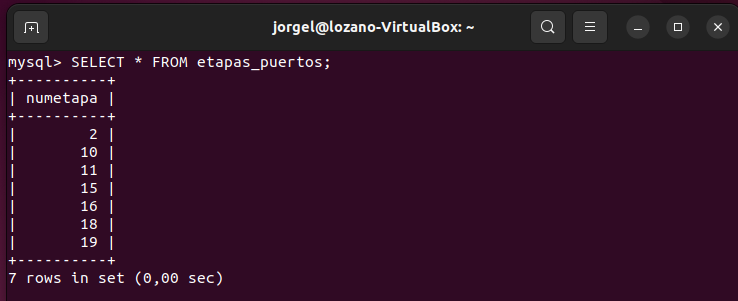 jorgel@lozano-VirtualBox: ~
mysql> SELECT * FROM etapas_puertos;
+----------+
| numetapa |
+----------+
|        2 |
|       10 |
|       11 |
|       15 |
|       16 |
|       18 |
|       19 |
+----------+
7 rows in set (0,00 sec)